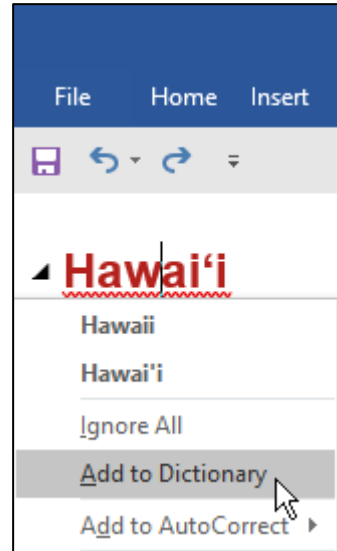 File Home Insert
Hawai‘i
Hawaii
Hawai'i
Ignore All
Add to Dictionary
Add to AutoCorrect